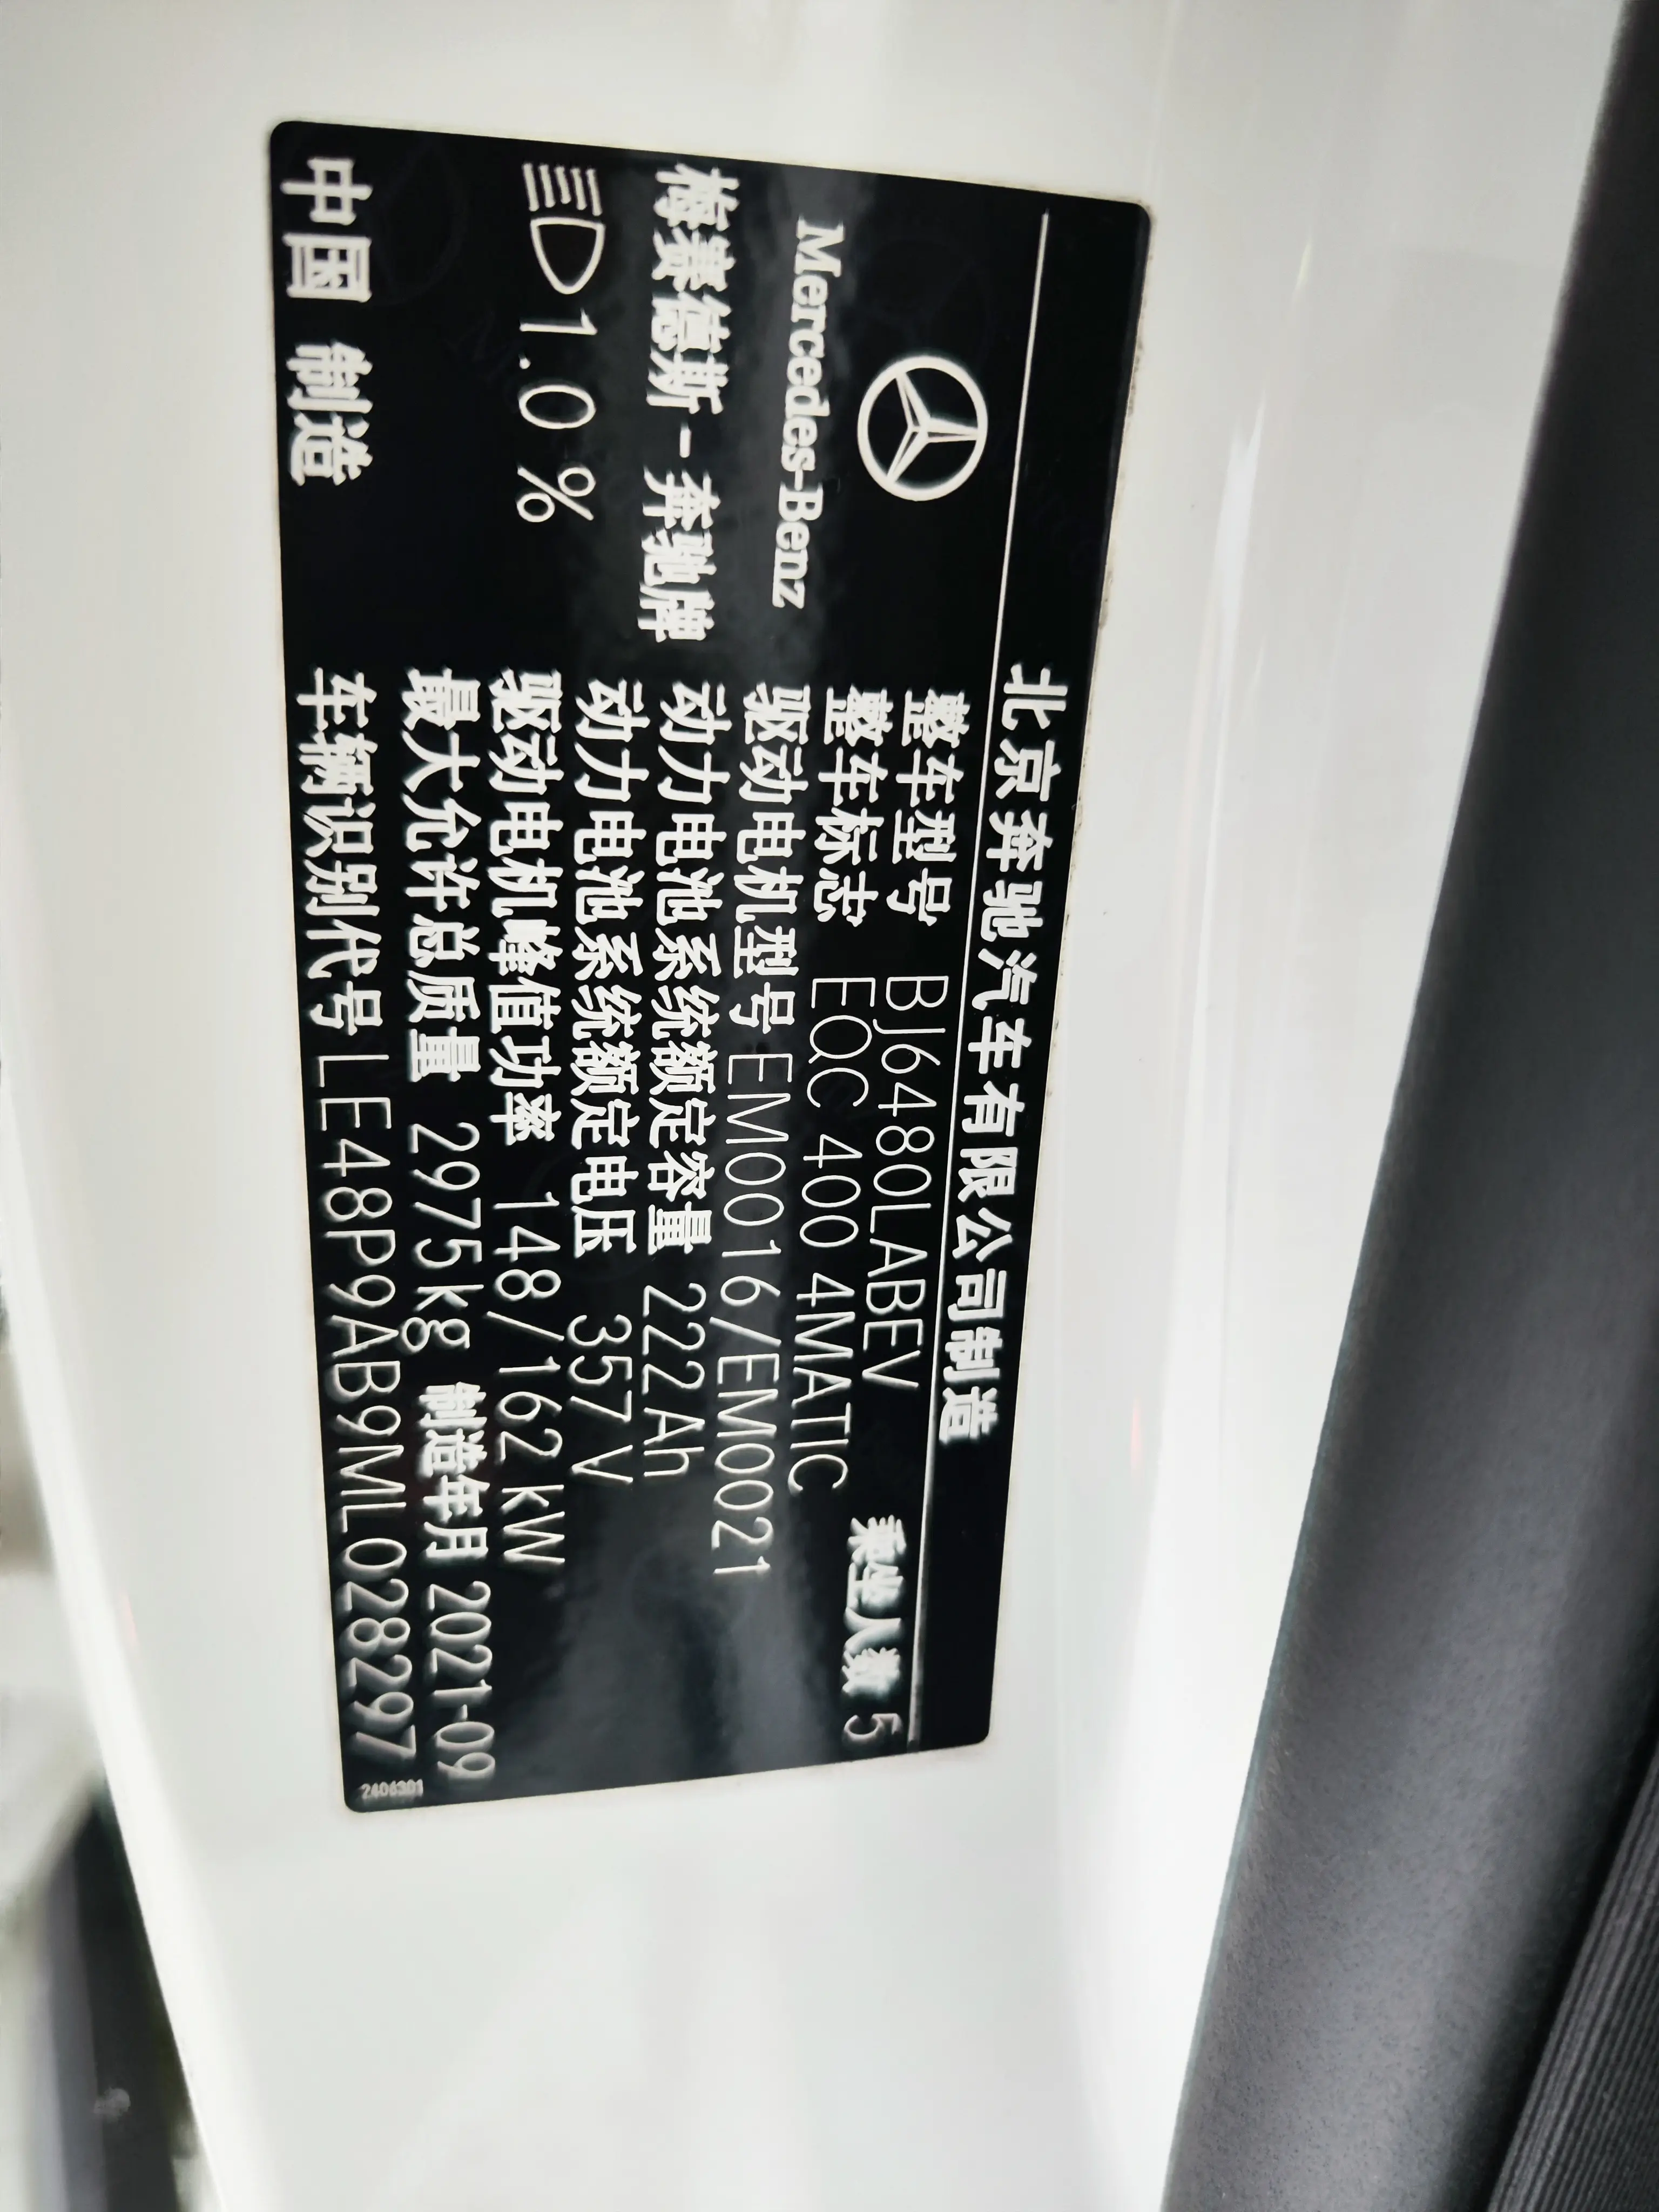 北京奔驰汽车有限公司制造
Mercedes-Benz
梅赛德斯-奔驰牌
1.0%
中国 制造
整车型号 BJ6480LABEV
整车标志 EQC 400 4MATIC 乘坐人数 5
驱动电机型号 EM0016/EM0021
动力电池系统额定容量 222Ah
动力电池系统额定电压 357V
驱动电机峰值功率 148/162kW
最大允许总质量 2975kg 制造年月 2021-09
车辆识别代号 LE48P9AB9ML028297
2406301